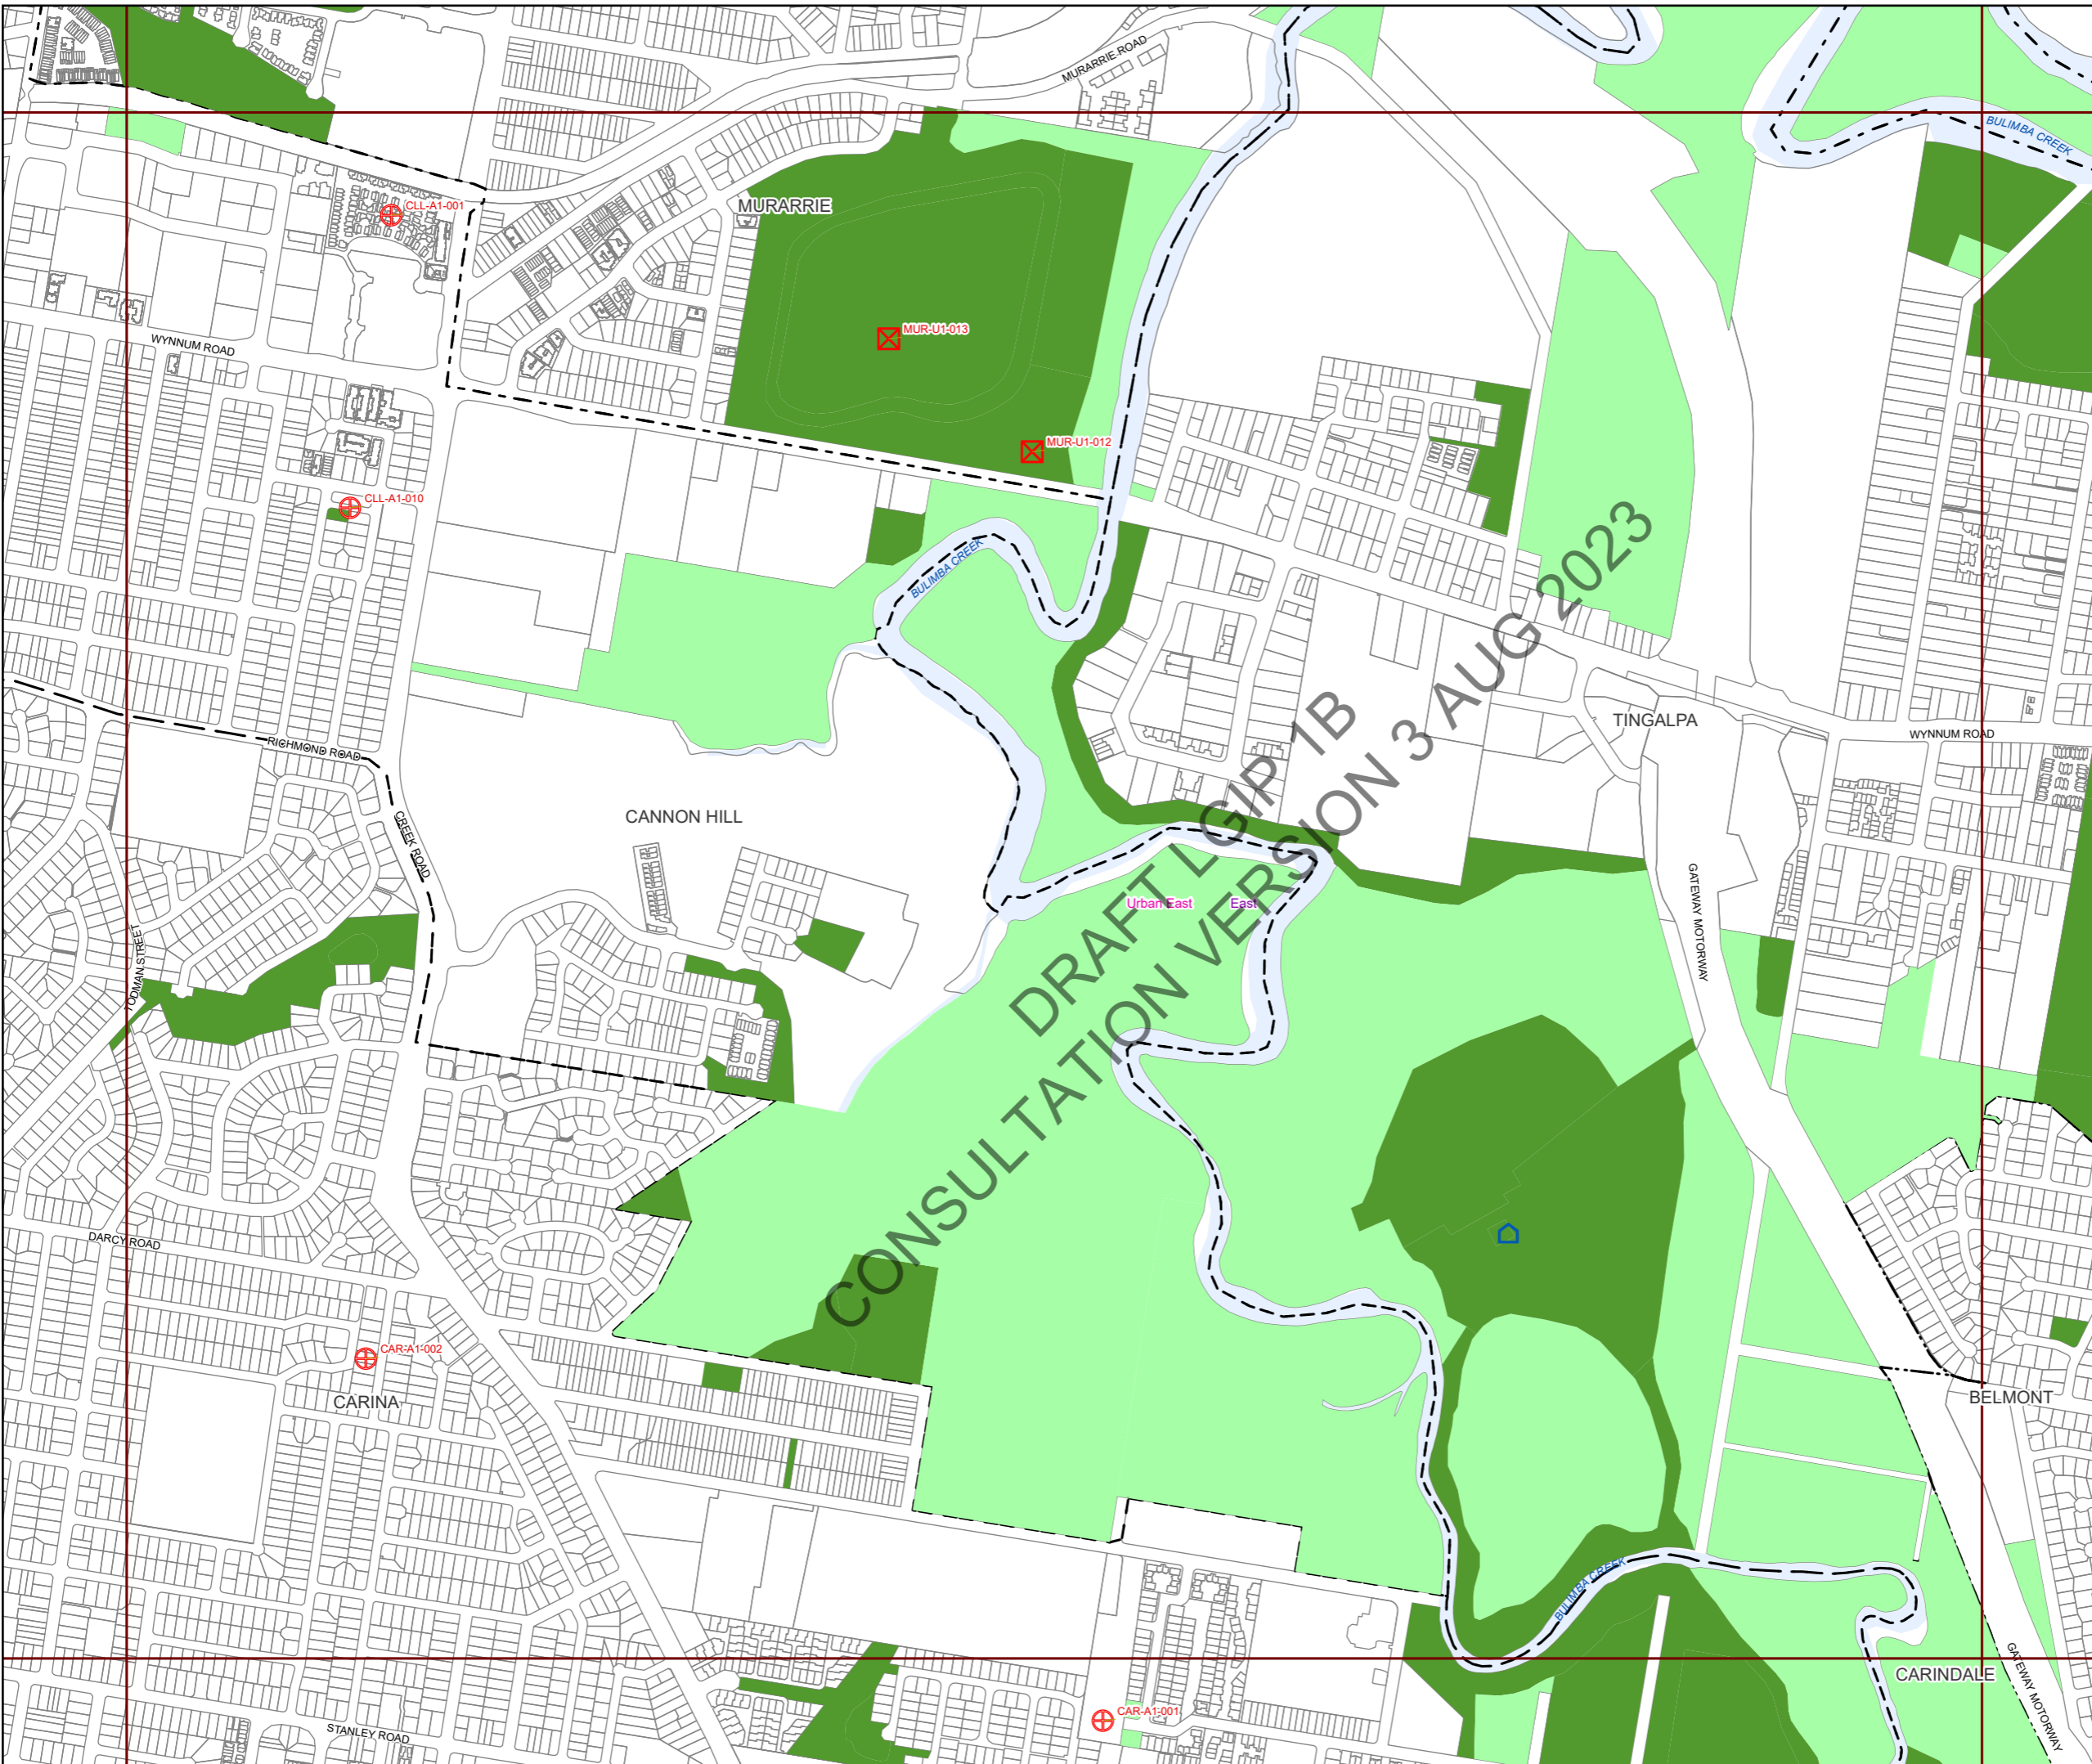 MURARRIE ROAD
BULIMBA CREEK
CLL-A1-001
MURARRIE
MUR-U1-013
WYNNUM ROAD
MUR-U1-012
CLL-A1-010
BULIMBA CREEK
TINGALPA
WYNNUM ROAD
RICHMOND ROAD
CANNON HILL
CREEK ROAD
GATEWAY MOTORWAY
Urban East
East
TODMAN STREET
DRAFT LGIP 1B
CONSULTATION VERSION 3 AUG 2023
DARCY ROAD
CAR-A1-002
CARINA
BELMONT
BULIMBA CREEK
CARINDALE
GATEWAY MOTORWAY
CAR-A1-001
STANLEY ROAD